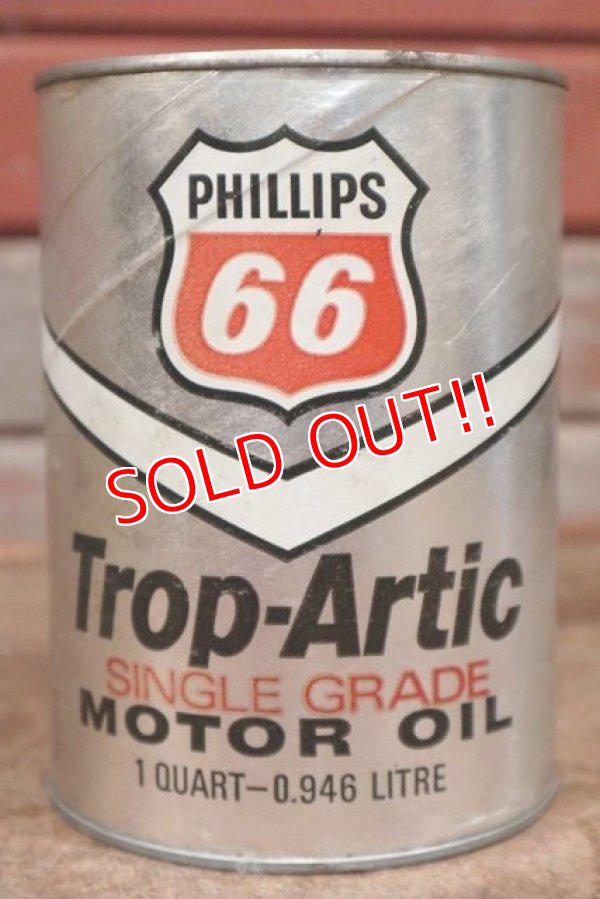 PHILLIPS
66
SOLD OUT!!
Trop-Artic
SINGLE GRADE
MOTOR OIL
1 QUART–0.946 LITRE